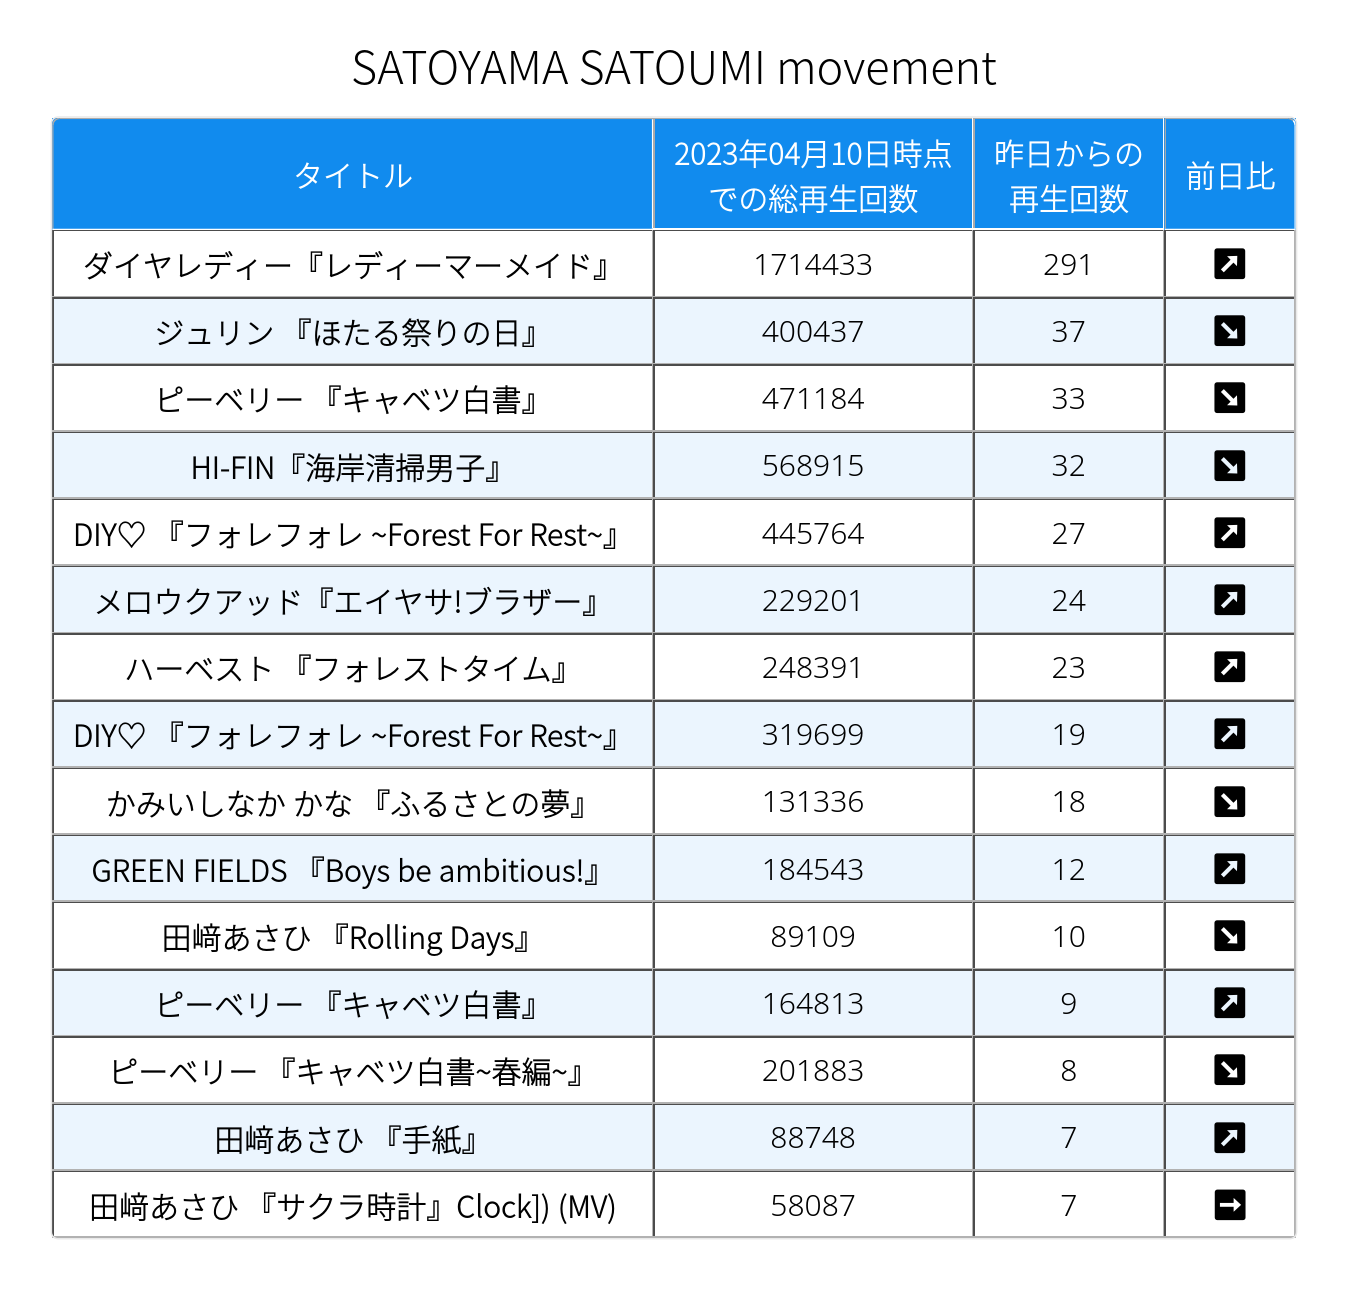 SATOYAMA SATOUMI movement
タイトル 2023年04月10日時点での総再生回数 昨日からの再生回数 前日比
ダイヤレディー『レディーマーメイド』 1714433 291 ↗
ジュリン 『ほたる祭りの日』 400437 37 ↘
ピーベリー 『キャベツ白書』 471184 33 ↘
HI-FIN『海岸清掃男子』 568915 32 ↘
DIY♡ 『フォレフォレ ~Forest For Rest~』 445764 27 ↗
メロウクアッド『エイヤサ!ブラザー』 229201 24 ↗
ハーベスト 『フォレストタイム』 248391 23 ↗
DIY♡ 『フォレフォレ ~Forest For Rest~』 319699 19 ↗
かみいしなか かな 『ふるさとの夢』 131336 18 ↘
GREEN FIELDS 『Boys be ambitious!』 184543 12 ↗
田﨑あさひ 『Rolling Days』 89109 10 ↘
ピーベリー 『キャベツ白書』 164813 9 ↗
ピーベリー 『キャベツ白書~春編~』 201883 8 ↘
田﨑あさひ 『手紙』 88748 7 ↗
田﨑あさひ 『サクラ時計』Clock]) (MV) 58087 7 →